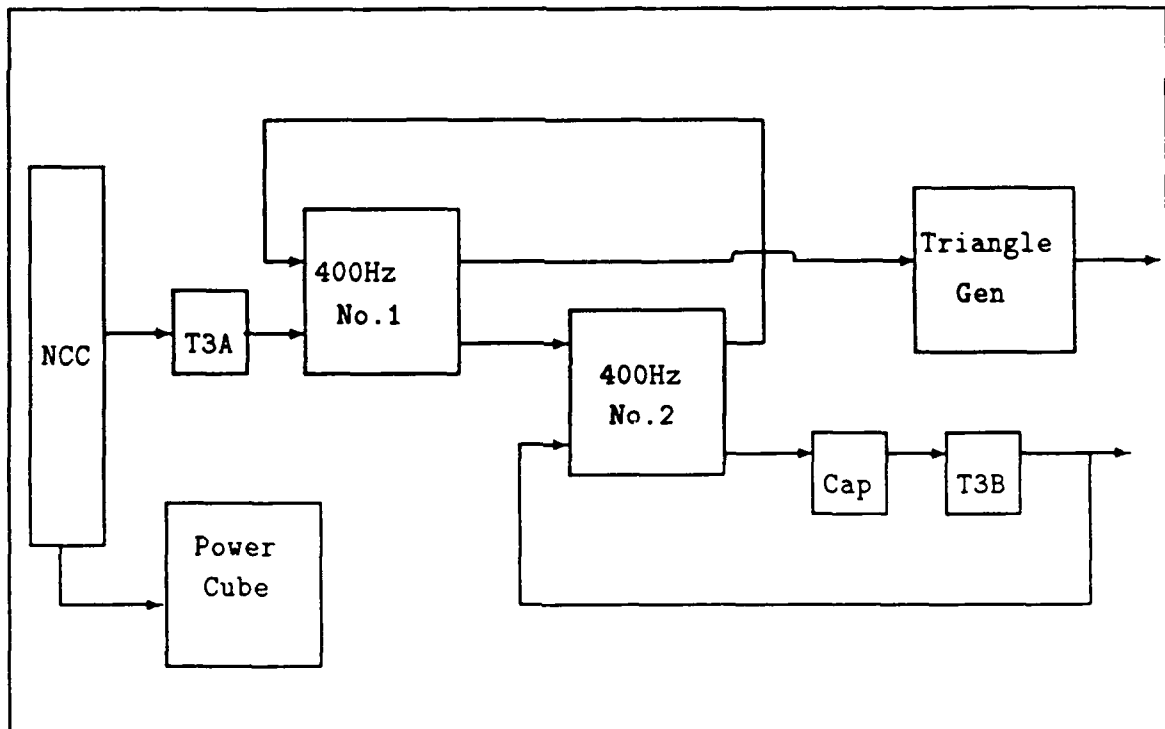 NCC
T3A
400Hz
No.1
400Hz
No.2
Triangle
Gen
Cap
T3B
Power
Cube